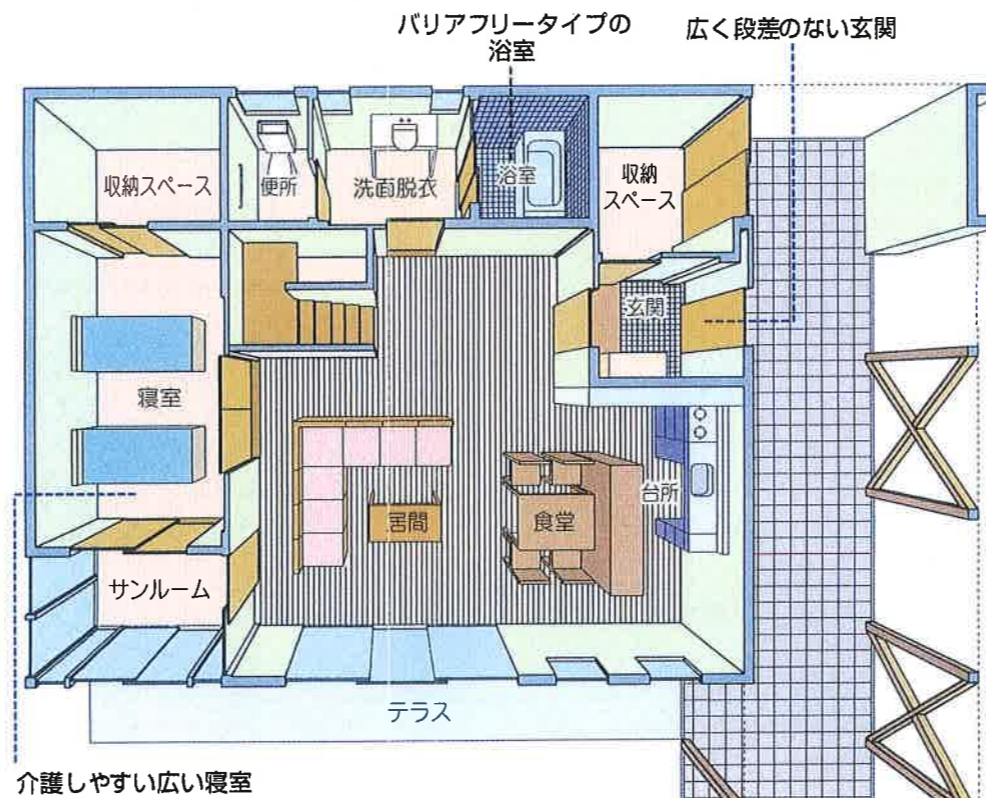 バリアフリータイプの
浴室
広く段差のない玄関
収納スペース
便所
洗面脱衣
浴室
収納
スペース
玄関
寝室
居間
食堂
台所
サンルーム
テラス
介護しやすい広い寝室